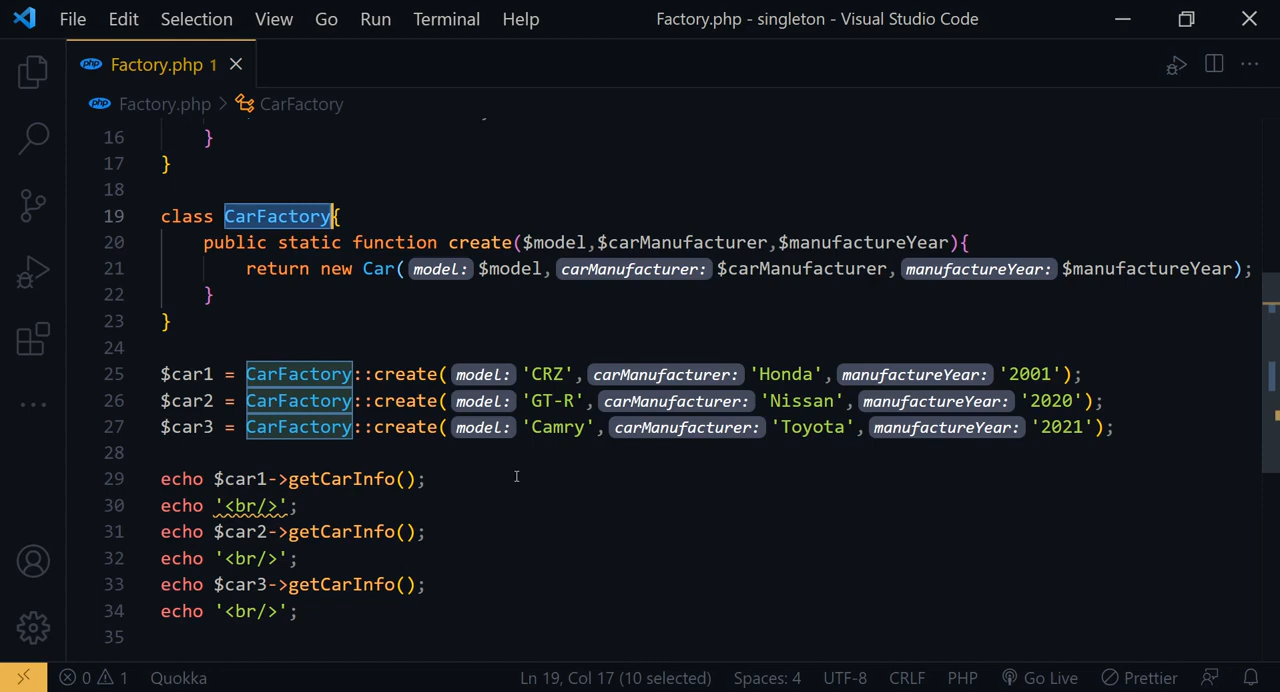 File Edit Selection View Go Run Terminal Help Factory.php - singleton - Visual Studio Code
php Factory.php 1
php Factory.php > CarFactory
16 }
17 }
18
19 class CarFactory{
20 public static function create($model,$carManufacturer,$manufactureYear){
21 return new Car(model: $model, carManufacturer: $carManufacturer, manufactureYear: $manufactureYear);
22 }
23 }
24
25 $car1 = CarFactory::create(model: 'CRZ', carManufacturer: 'Honda', manufactureYear: '2001');
26 $car2 = CarFactory::create(model: 'GT-R', carManufacturer: 'Nissan', manufactureYear: '2020');
27 $car3 = CarFactory::create(model: 'Camry', carManufacturer: 'Toyota', manufactureYear: '2021');
28
29 echo $car1->getCarInfo();
30 echo '<br/>';
31 echo $car2->getCarInfo();
32 echo '<br/>';
33 echo $car3->getCarInfo();
34 echo '<br/>';
35
0 1 Quokka Ln 19, Col 17 (10 selected) Spaces: 4 UTF-8 CRLF PHP Go Live Prettier